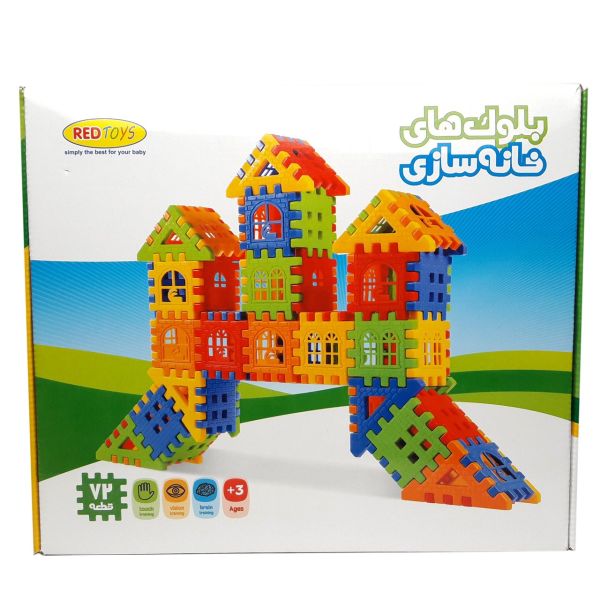 RED TOYS
simply the best for your baby
بلوک‌های
خانه‌سازی
۷۲
قطعه
touch
training
vision
training
brain
training
+3
Ages